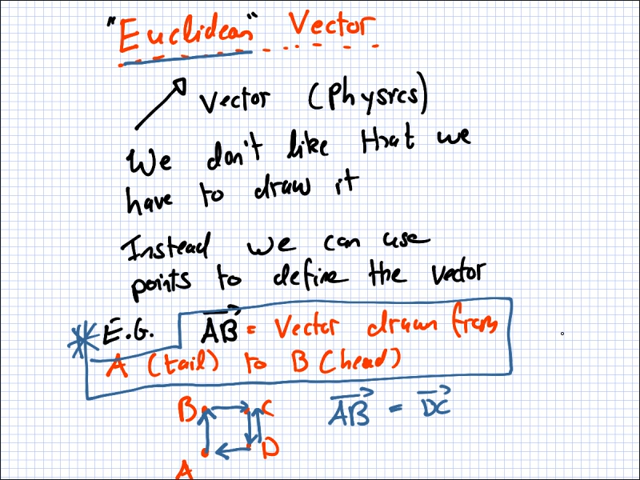 "Euclidean" Vector
Vector (Physics)
We don't like that we
have to draw it
Instead we can use
points to define the vector
E.G. AB = Vector drawn from
A (tail) to B (head)
B C AB = DC
A D